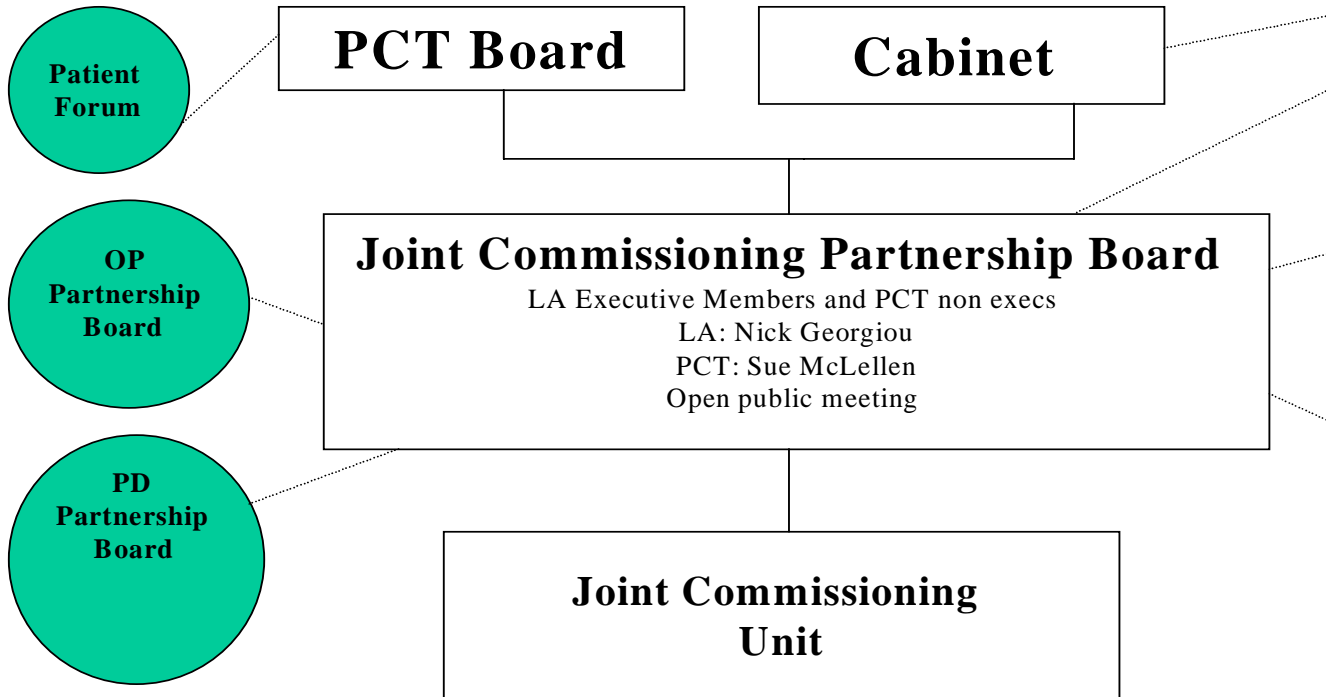 Patient
Forum
PCT Board
Cabinet
OP
Partnership
Board
Joint Commissioning Partnership Board
LA Executive Members and PCT non execs
LA: Nick Georgiou
PCT: Sue McLellen
Open public meeting
PD
Partnership
Board
Joint Commissioning
Unit